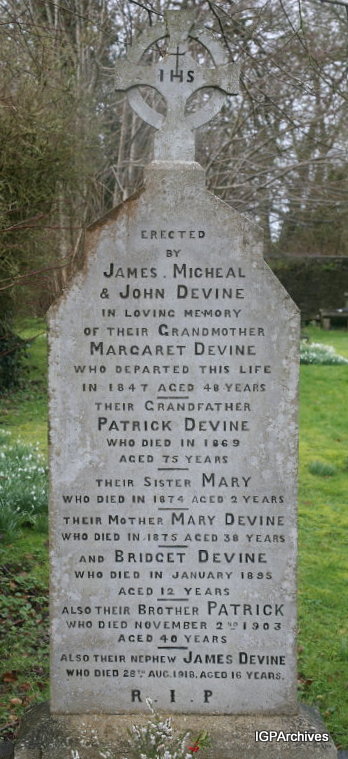 IHS
ERECTED
BY
JAMES. MICHEAL
& JOHN DEVINE
IN LOVING MEMORY
OF THEIR GRANDMOTHER
MARGARET DEVINE
WHO DEPARTED THIS LIFE
IN 1847 AGED 48 YEARS
THEIR GRANDFATHER
PATRICK DEVINE
WHO DIED IN 1869
AGED 75 YEARS
THEIR SISTER MARY
WHO DIED IN 1874 AGED 2 YEARS
THEIR MOTHER MARY DEVINE
WHO DIED IN 1875 AGED 38 YEARS
AND BRIDGET DEVINE
WHO DIED IN JANUARY 1895
AGED 12 YEARS
ALSO THEIR BROTHER PATRICK
WHO DIED NOVEMBER 2ND 1903
AGED 40 YEARS
ALSO THEIR NEPHEW JAMES DEVINE
WHO DIED 28TH AUG. 1918. AGED 16 YEARS.
R. I. P
IGPArchives